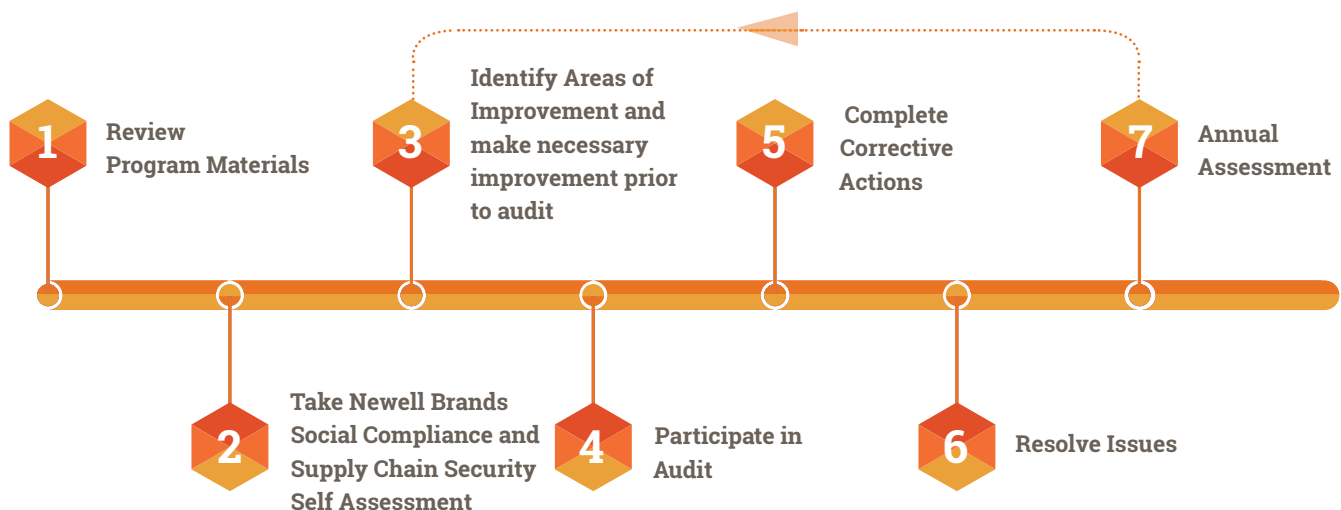 1
Review
Program Materials
2
Take Newell Brands
Social Compliance and
Supply Chain Security
Self Assessment
3
Identify Areas of
Improvement and
make necessary
improvement prior
to audit
4
Participate in
Audit
5
Complete
Corrective
Actions
6
Resolve Issues
7
Annual
Assessment